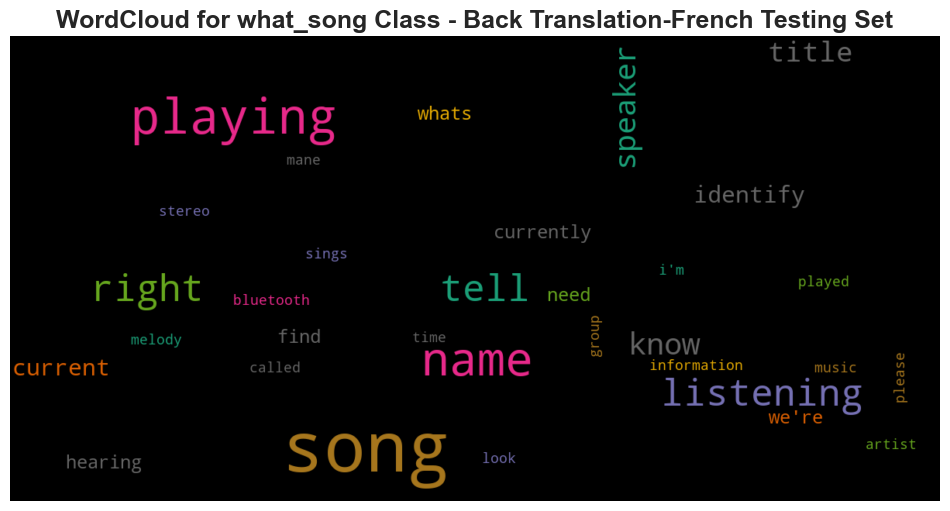 WordCloud for what_song Class - Back Translation-French Testing Set
title
speaker
playing
whats
mane
identify
stereo
currently
sings
i'm
right
tell
played
need
bluetooth
group
melody
find
time
know
name
current
called
information
music
please
listening
we're
song
artist
hearing
look